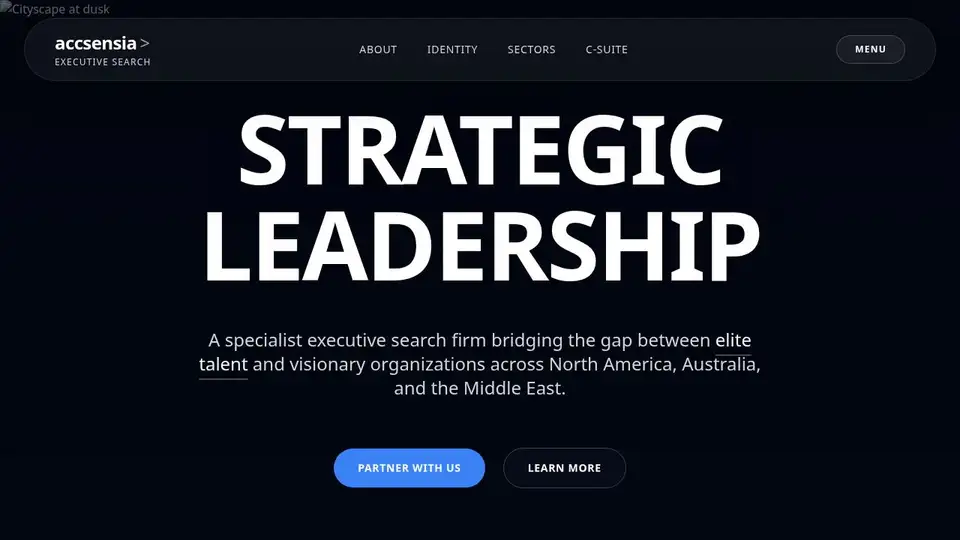 Cityscape at dusk
accsensia >
EXECUTIVE SEARCH
ABOUT IDENTITY SECTORS C-SUITE
MENU
STRATEGIC
LEADERSHIP
A specialist executive search firm bridging the gap between elite
talent and visionary organizations across North America, Australia,
and the Middle East.
PARTNER WITH US LEARN MORE